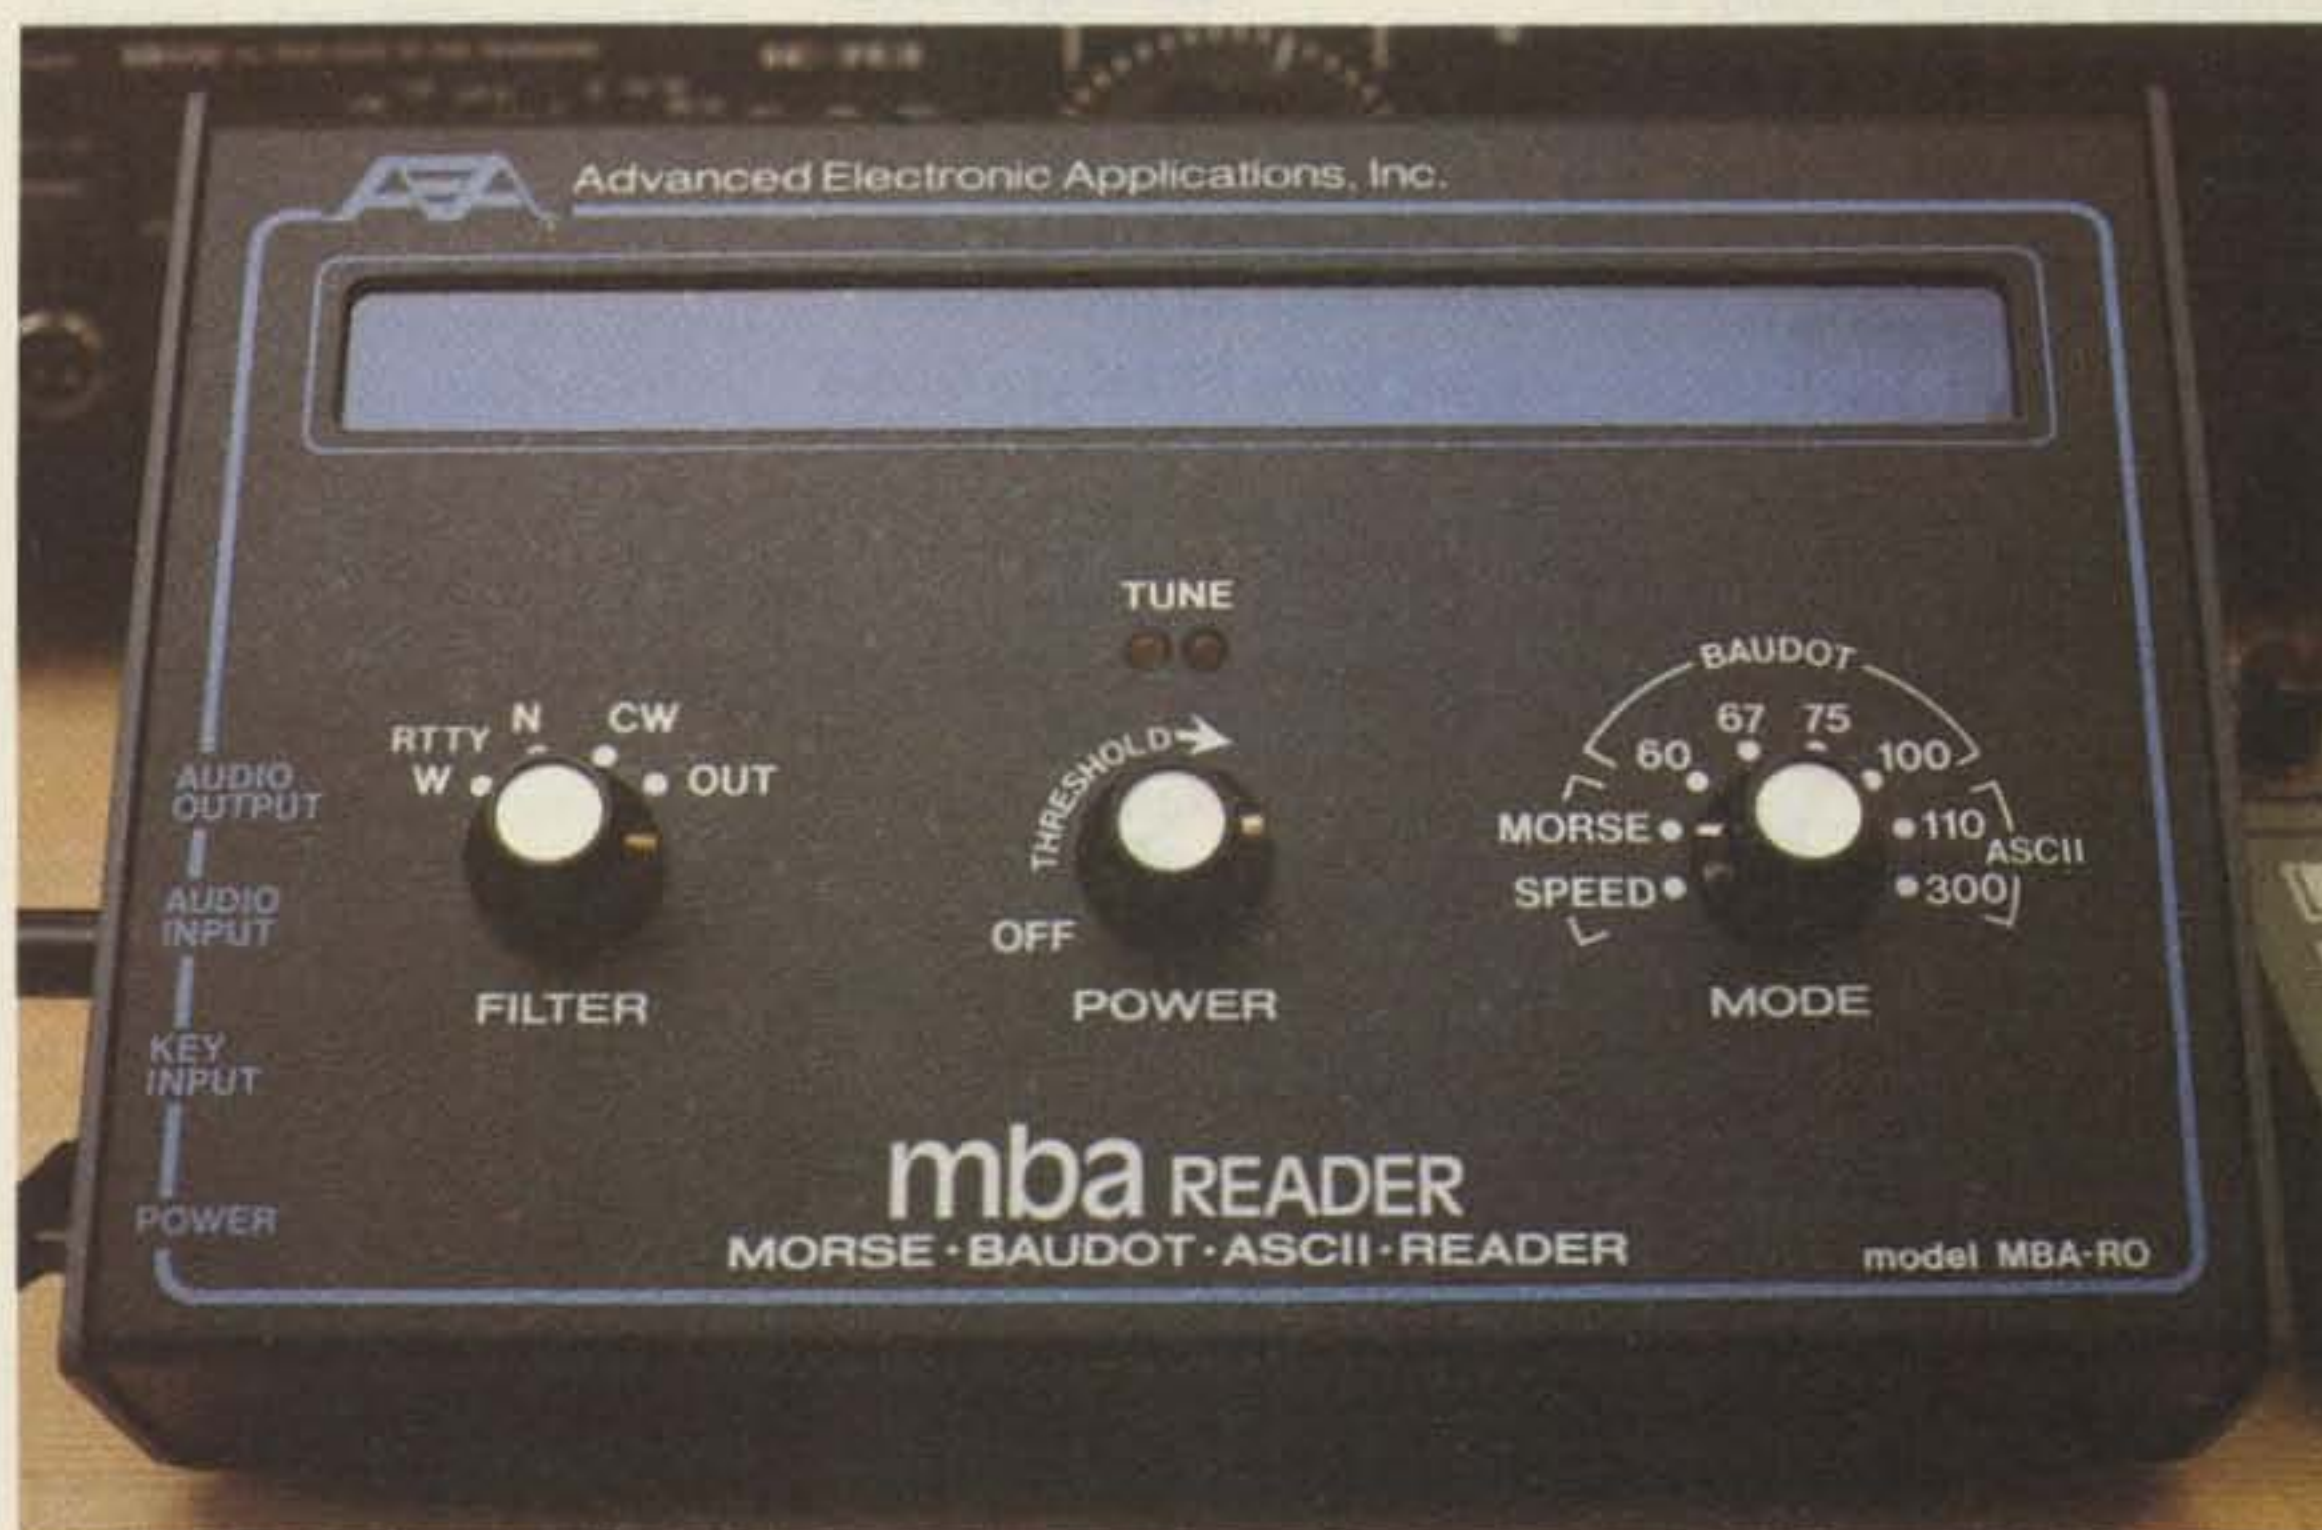 AEA Advanced Electronic Applications, Inc.
TUNE
RTTY N CW
W OUT
THRESHOLD
OFF
BAUDOT
60 67 75 100
MORSE 110
ASCII
SPEED 300
AUDIO
OUTPUT
AUDIO
INPUT
KEY
INPUT
POWER
FILTER
POWER
MODE
mba READER
MORSE · BAUDOT · ASCII · READER
model MBA-RO